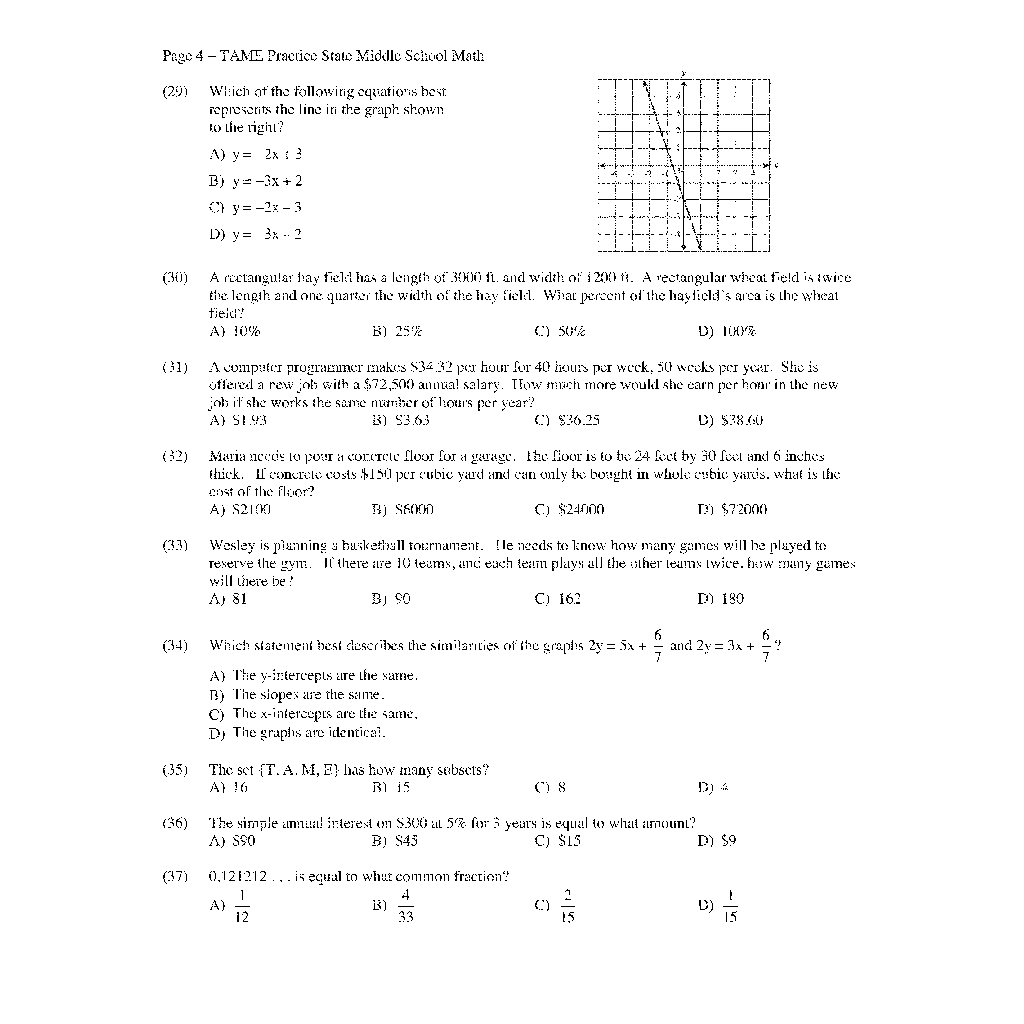 Page 4 – TAME Practice State Middle School Math
(29) Which of the following equations best
represents the line in the graph shown
to the right?
A) y = –2x + 3
B) y = –3x + 2
C) y = –2x – 3
D) y = –3x – 2
y
x
(30) A rectangular hay field has a length of 3000 ft. and width of 1200 ft. A rectangular wheat field is twice
the length and one quarter the width of the hay field. What percent of the hayfield's area is the wheat
field?
A) 10% B) 25% C) 50% D) 100%
(31) A computer programmer makes $34.32 per hour for 40 hours per week, 50 weeks per year. She is
offered a new job with a $72,500 annual salary. How much more would she earn per hour in the new
job if she works the same number of hours per year?
A) $1.93 B) $3.63 C) $36.25 D) $38.60
(32) Maria needs to pour a concrete floor for a garage. The floor is to be 24 feet by 30 feet and 6 inches
thick. If concrete costs $150 per cubic yard and can only be bought in whole cubic yards, what is the
cost of the floor?
A) $2100 B) $6000 C) $24000 D) $72000
(33) Wesley is planning a basketball tournament. He needs to know how many games will be played to
reserve the gym. If there are 10 teams, and each team plays all the other teams twice, how many games
will there be?
A) 81 B) 90 C) 162 D) 180
(34) Which statement best describes the similarities of the graphs 2y = 5x + 6/7 and 2y = 3x + 6/7?
A) The y-intercepts are the same.
B) The slopes are the same.
C) The x-intercepts are the same.
D) The graphs are identical.
(35) The set {T, A, M, E} has how many subsets?
A) 16 B) 15 C) 8 D) 4
(36) The simple annual interest on $300 at 5% for 3 years is equal to what amount?
A) $90 B) $45 C) $15 D) $9
(37) 0.121212 . . . is equal to what common fraction?
A) 1/12 B) 4/33 C) 2/15 D) 1/15